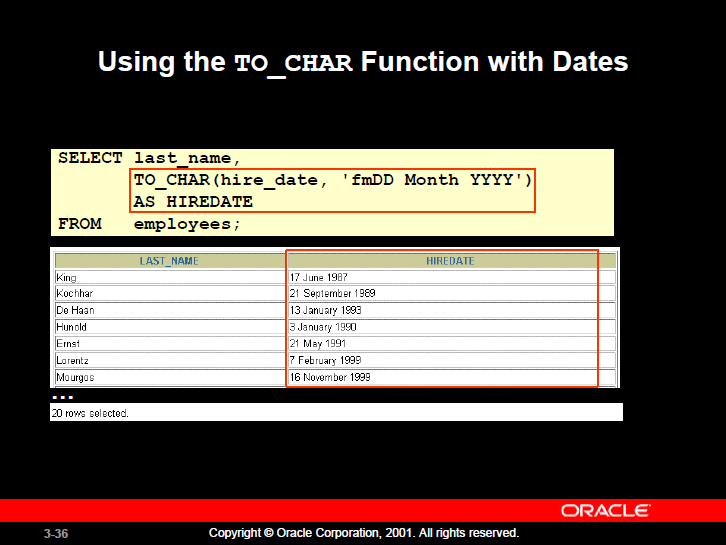 Using the TO_CHAR Function with Dates
SELECT last_name,
TO_CHAR(hire_date, 'fmDD Month YYYY')
AS HIREDATE
FROM employees;
LAST_NAME HIREDATE
King 17 June 1987
Kochhar 21 September 1989
De Haan 13 January 1993
Hunold 3 January 1990
Ernst 21 May 1991
Lorentz 7 February 1999
Mourgos 16 November 1999
...
20 rows selected.
ORACLE®
3-36 Copyright © Oracle Corporation, 2001. All rights reserved.